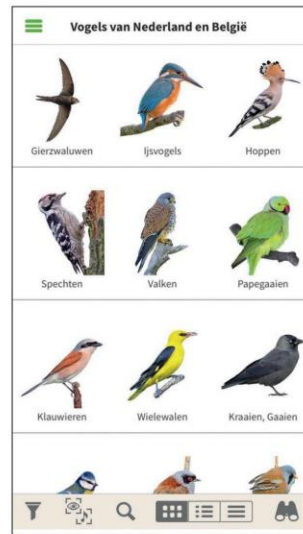 Vogels van Nederland en België
Gierzwaluwen Ijsvogels Hoppen
Spechten Valken Papegaaien
Klauwieren Wielewalen Kraaien, Gaaien